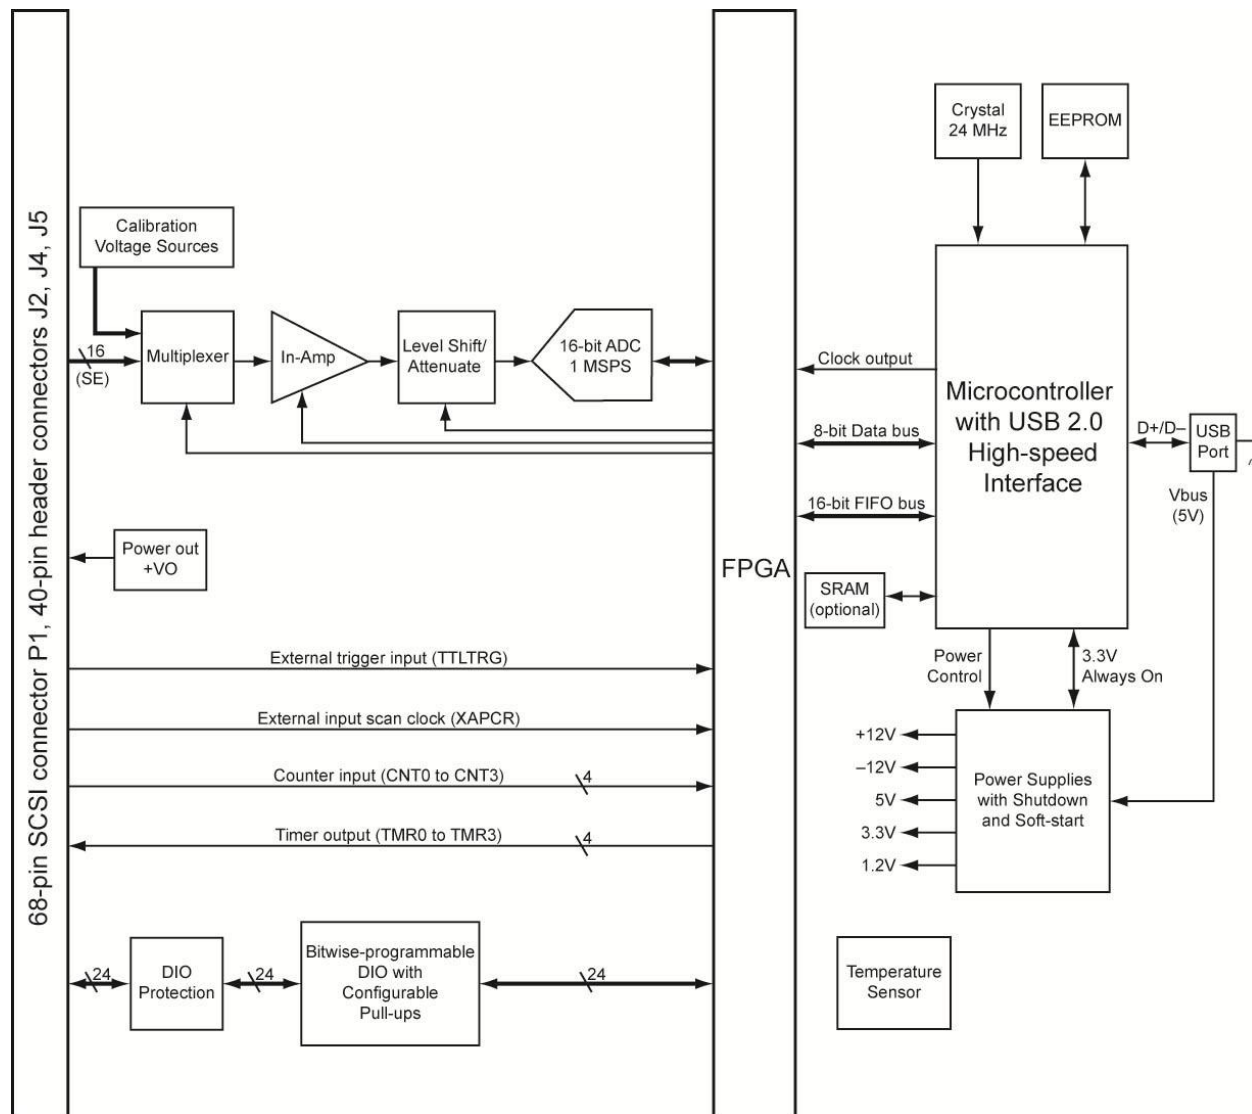 68-pin SCSI connector P1, 40-pin header connectors J2, J4, J5
Calibration
Voltage Sources
16
(SE)
Multiplexer
In-Amp
Level Shift/
Attenuate
16-bit ADC
1 MSPS
Power out
+VO
External trigger input (TTLTRG)
External input scan clock (XAPCR)
Counter input (CNT0 to CNT3)
4
Timer output (TMR0 to TMR3)
4
24
DIO
Protection
24
Bitwise-programmable
DIO with
Configurable
Pull-ups
24
FPGA
Crystal
24 MHz
EEPROM
Clock output
8-bit Data bus
16-bit FIFO bus
Microcontroller
with USB 2.0
High-speed
Interface
D+/D–
USB
Port
Vbus
(5V)
SRAM
(optional)
Power
Control
3.3V
Always On
+12V
–12V
5V
3.3V
1.2V
Power Supplies
with Shutdown
and Soft-start
Temperature
Sensor